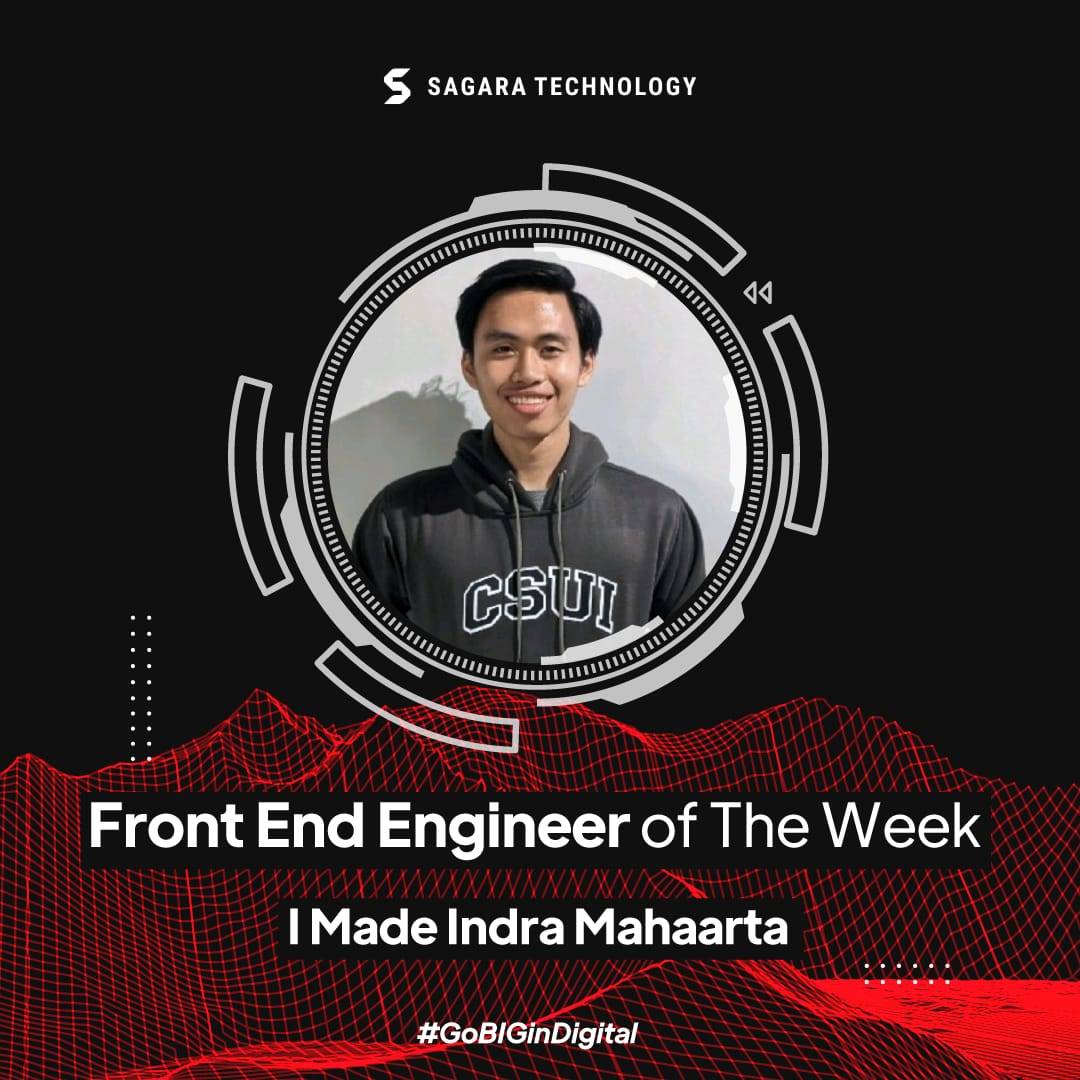 SAGARA TECHNOLOGY
CSUI
Front End Engineer of The Week
I Made Indra Mahaarta
#GoBIGinDigital